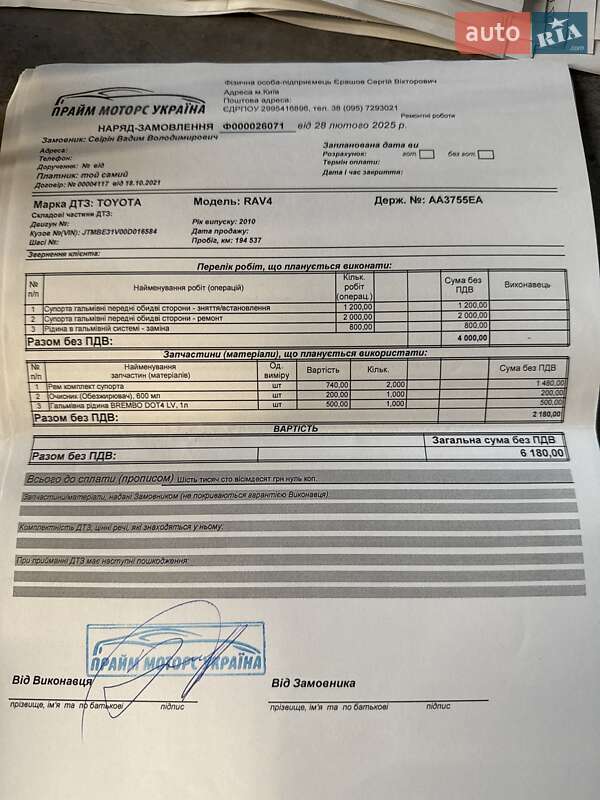 auto RIA .com
Фізична особа-підприємець Єрашов Сергій Вікторович
Адреса м.Київ
Поштова адреса:
ЄДРПОУ 2995416896, тел. 38 (095) 7293021
ПРАЙМ МОТОРС УКРАЇНА
Ремонтні роботи
НАРЯД-ЗАМОВЛЕННЯ Ф000026071 від 28 лютого 2025 р.
Замовник: Свірін Вадим Володимирович
Адреса:
Телефон:
Доручення: № від
Платник: той самий
Договір: № 00004117 від 18.10.2021
Запланована дата ви
Розрахунок: гот без гот.
Термін оплати:
Дата і час закриття:
Марка ДТЗ: TOYOTA Модель: RAV4 Держ. №: АА3755ЕА
Складові частини ДТЗ:
Двигун №: Рік випуску: 2010
Кузов №(VIN): JTMBE31V00D016584 Дата продажу:
Шасі №: Пробіг, км: 194 537
Звернення клієнта:
Перелік робіт, що планується виконати:
№ п/п Найменування робіт (операцій) Кільк. робіт (операц.) Сума без ПДВ Виконавець
1 Супорта гальмівні передні обидві сторони - зняття/встановлення 1 200,00 1 200,00
2 Супорта гальмівні передні обидві сторони - ремонт 2 000,00 2 000,00
3 Рідина в гальмівній системі - заміна 800,00 800,00
Разом без ПДВ: 4 000,00 -
Запчастини (матеріали), що планується використати:
№ п/п Найменування запчастин (матеріалів) Од. виміру Вартість Кільк. Сума без ПДВ
1 Рем комплект супорта шт 740,00 2,000 1 480,00
2 Очисник (Обезжирювач), 600 мл шт 200,00 1,000 200,00
3 Гальмівна рідина BREMBO DOT4 LV, 1л шт 500,00 1,000 500,00
Разом без ПДВ: 2 180,00
ВАРТІСТЬ
Загальна сума без ПДВ
Разом без ПДВ: 6 180,00
Всього до сплати (прописом) Шість тисяч сто вісімдесят грн нуль коп.
Запчастини/матеріали, надані Замовником (не покриваються гарантією Виконавця)
Комплектність ДТЗ, цінні речі, які знаходяться у ньому:
При прийманні ДТЗ має наступні пошкодження:
ПРАЙМ МОТОРС УКРАЇНА
Від Виконавця Від Замовника
прізвище, ім'я та по батькові підпис прізвище, ім'я та по батькові підпис